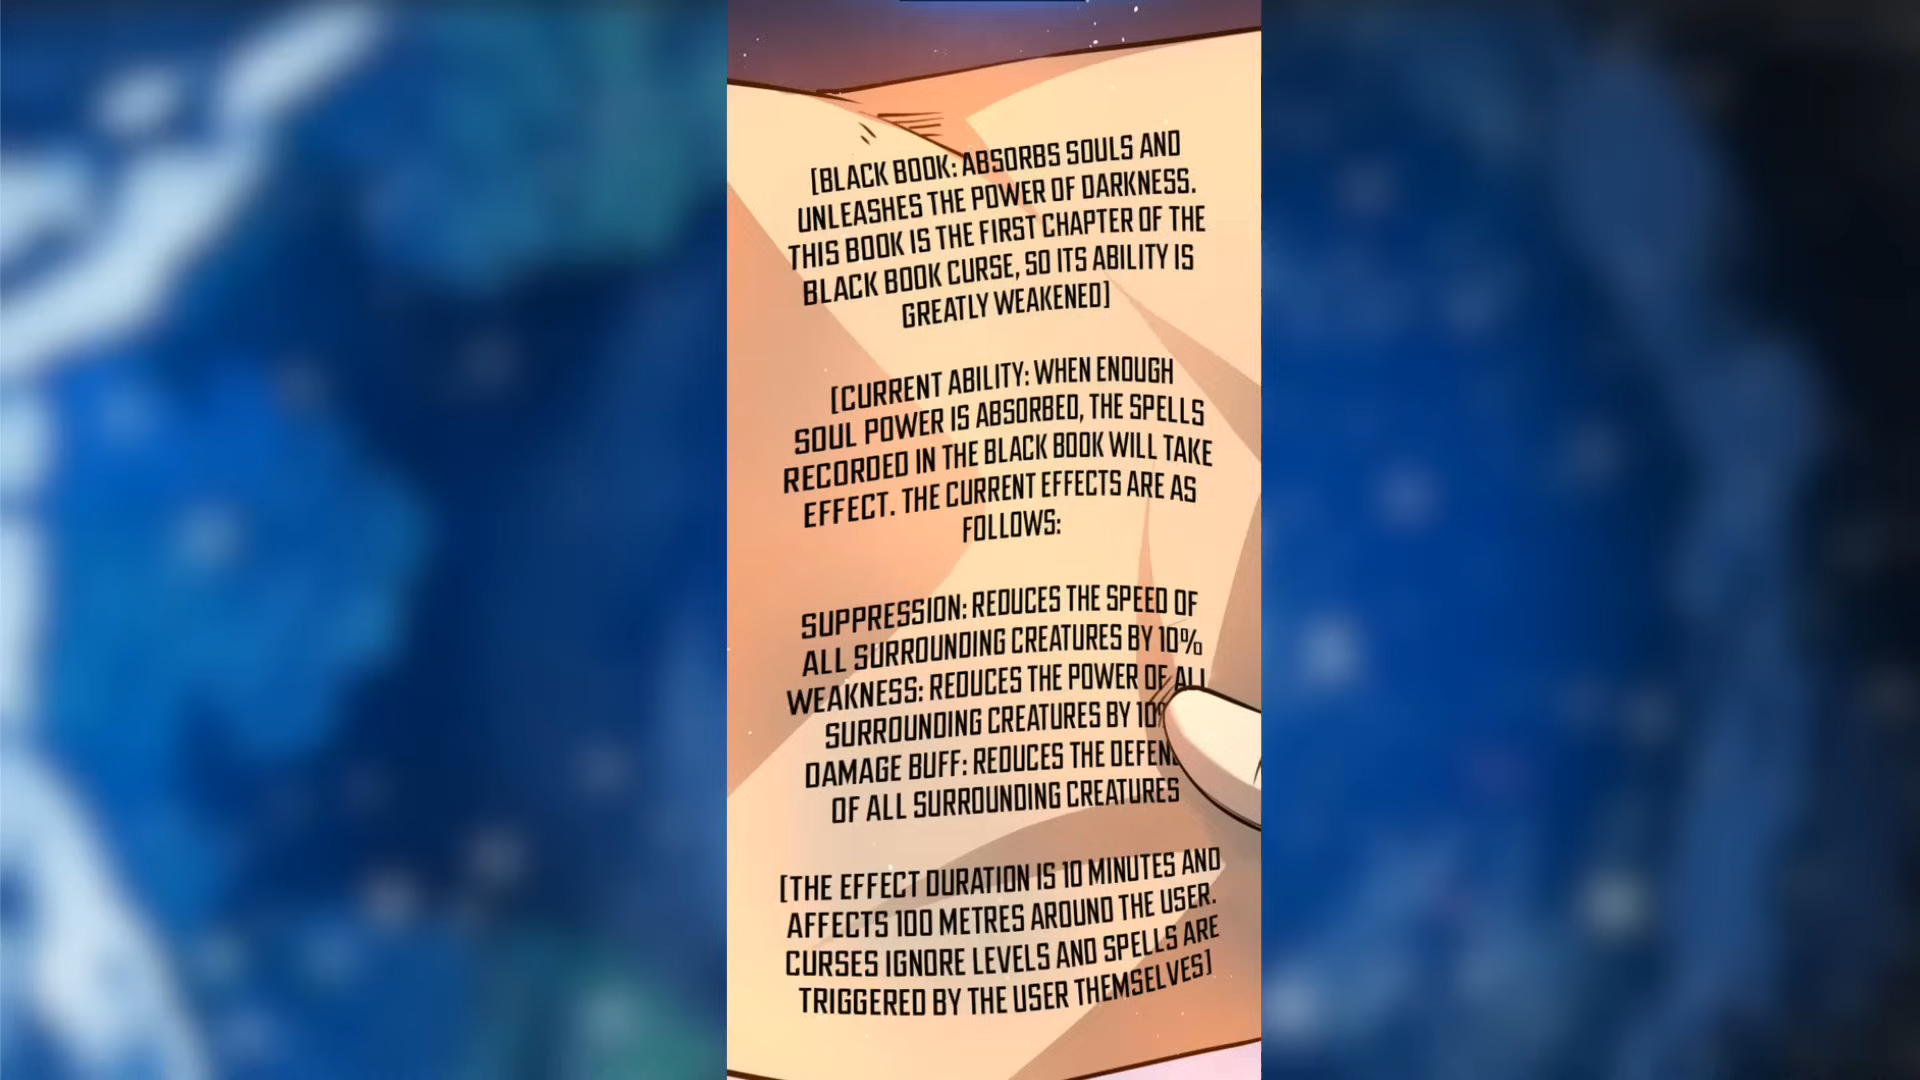 [BLACK BOOK: ABSORBS SOULS AND
UNLEASHES THE POWER OF DARKNESS.
THIS BOOK IS THE FIRST CHAPTER OF THE
BLACK BOOK CURSE, SO ITS ABILITY IS
GREATLY WEAKENED]
[CURRENT ABILITY: WHEN ENOUGH
SOUL POWER IS ABSORBED, THE SPELLS
RECORDED IN THE BLACK BOOK WILL TAKE
EFFECT. THE CURRENT EFFECTS ARE AS
FOLLOWS:
SUPPRESSION: REDUCES THE SPEED OF
ALL SURROUNDING CREATURES BY 10%
WEAKNESS: REDUCES THE POWER OF ALL
SURROUNDING CREATURES BY 10%
DAMAGE BUFF: REDUCES THE
OF ALL SURROUNDING CREATURES
[THE EFFECT DURATION IS 10 MINUTES AND
AFFECTS 100 METRES AROUND THE USER.
CURSES IGNORE LEVELS AND SPELLS ARE
TRIGGERED BY THE USER THEMSELVES]